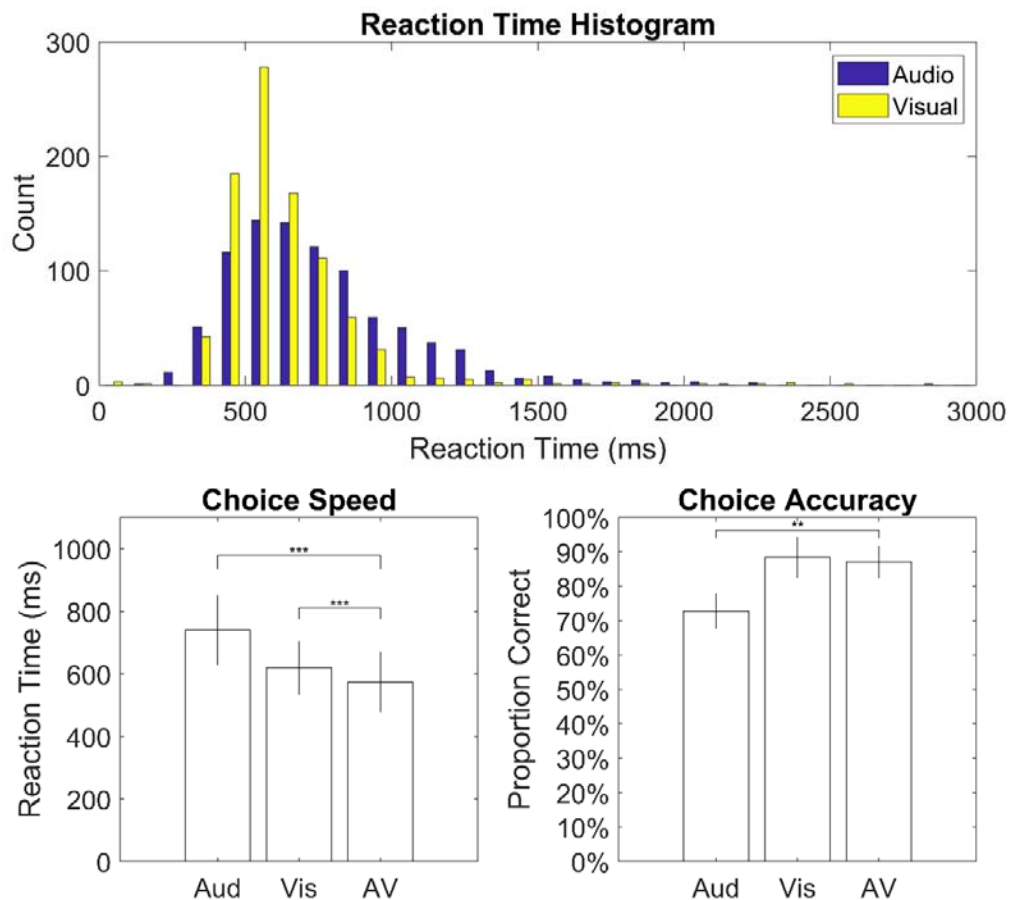 Reaction Time Histogram
300
200
100
0
Count
Audio
Visual
0 500 1000 1500 2000 2500 3000
Reaction Time (ms)
Choice Speed
1000
800
600
400
200
0
Reaction Time (ms)
***
***
Aud Vis AV
Choice Accuracy
100%
90%
80%
70%
60%
50%
40%
30%
20%
10%
0%
Proportion Correct
**
Aud Vis AV